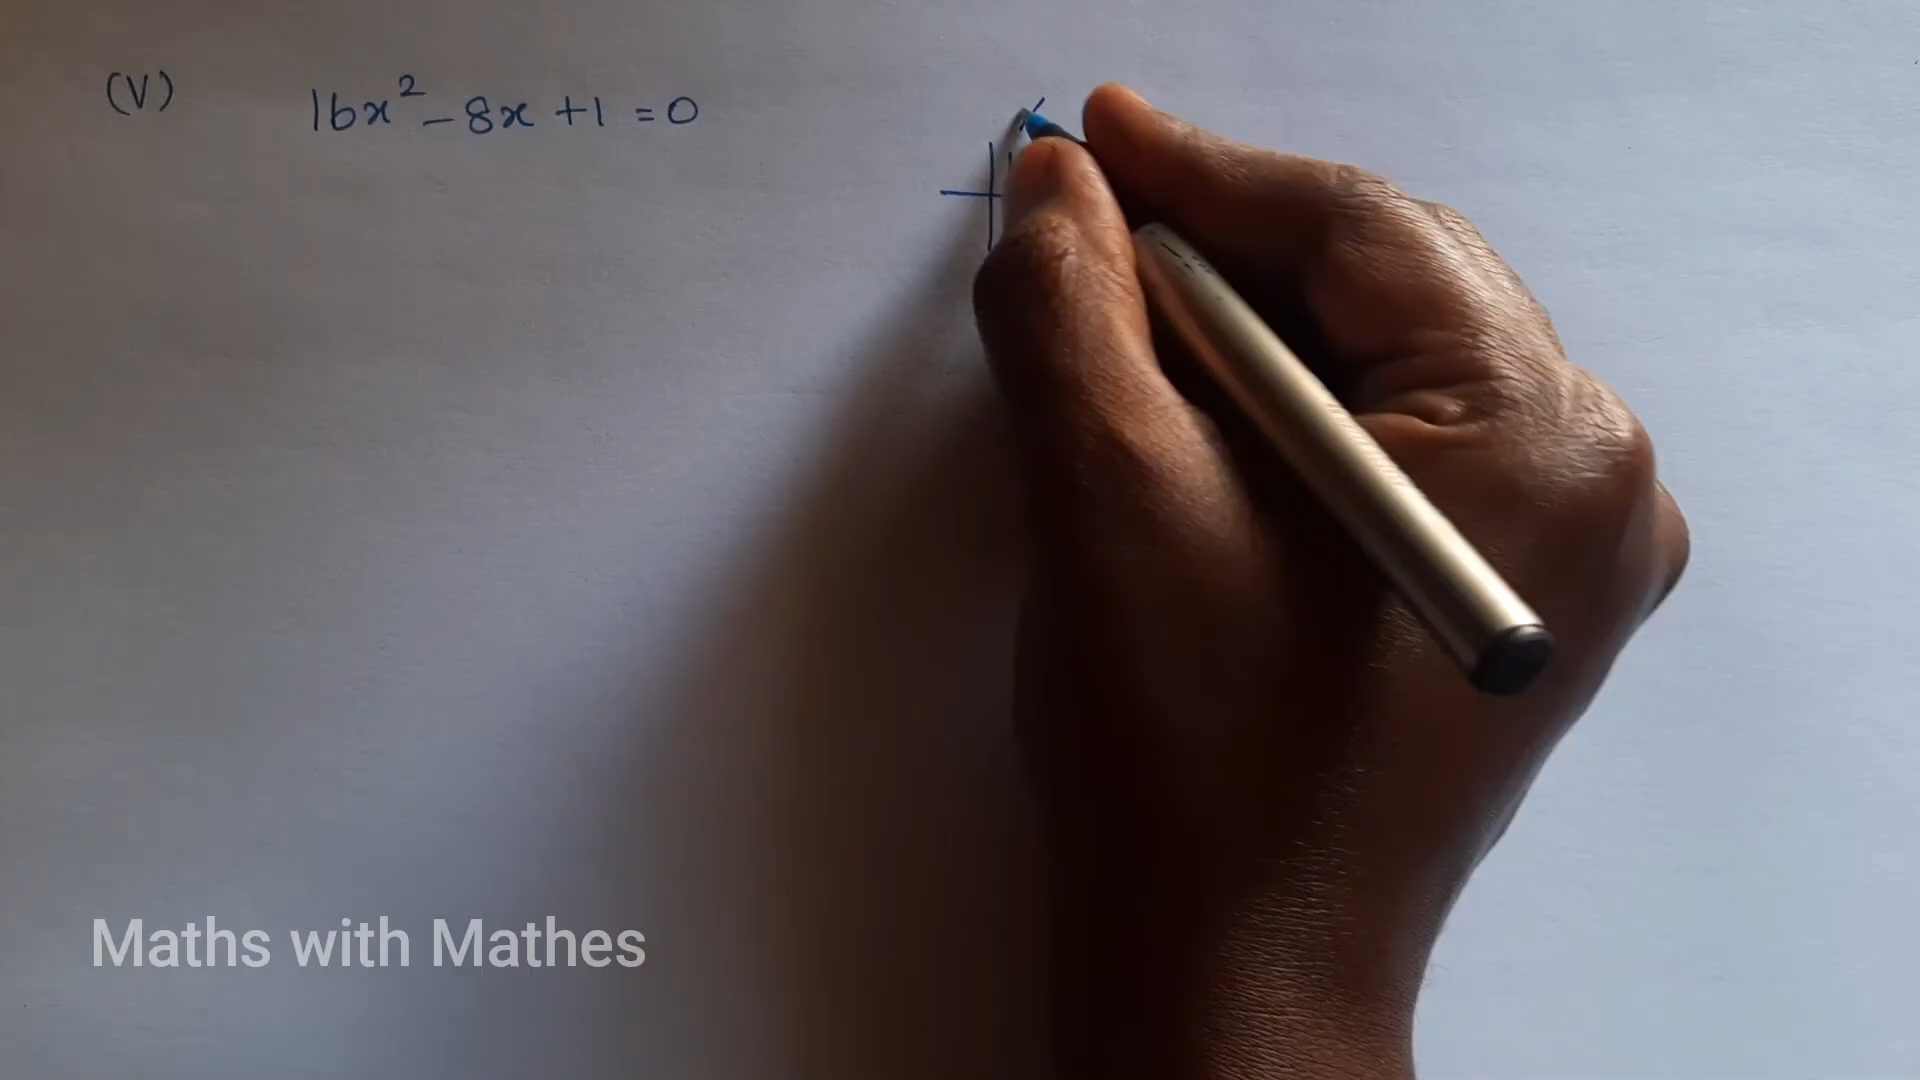 (V) 16x² - 8x + 1 = 0
Maths with Mathes